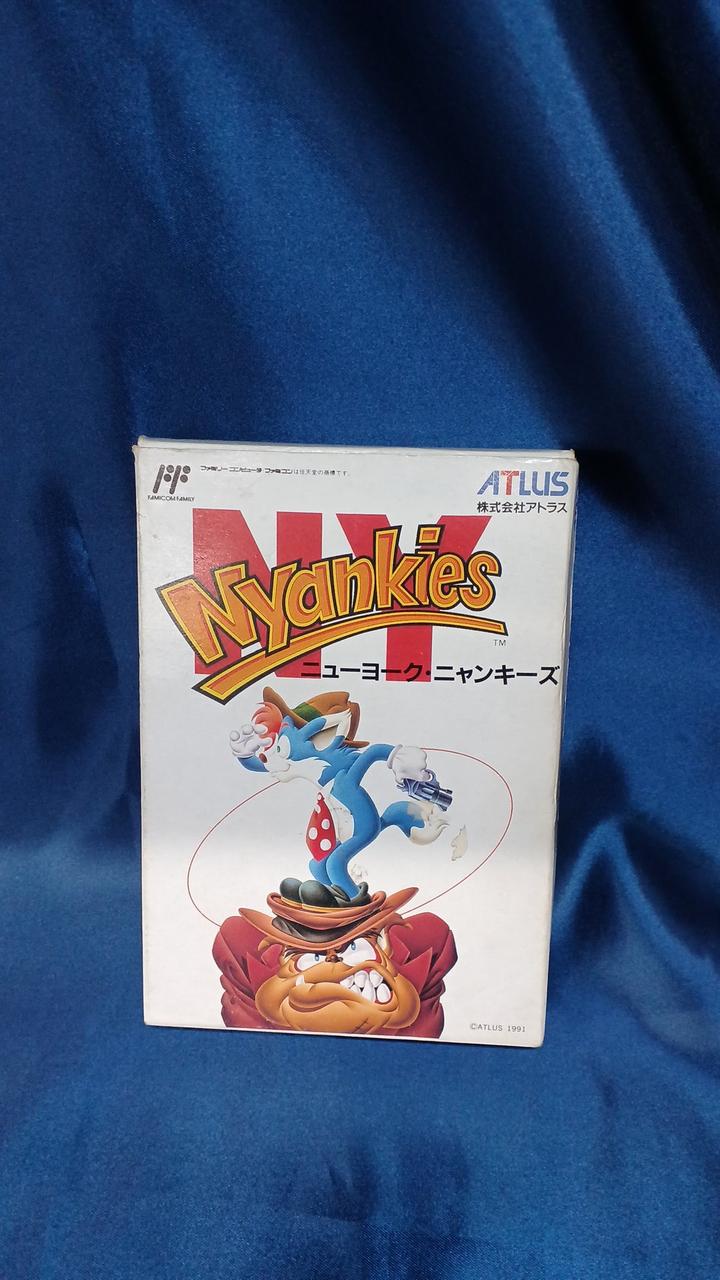 FAMICOM FAMILY
ファミリーコンピュータ・ファミコンは任天堂の商標です。
ATLUS
株式会社アトラス
NY
Nyankies
TM
ニューヨーク・ニャンキーズ
©ATLUS 1991